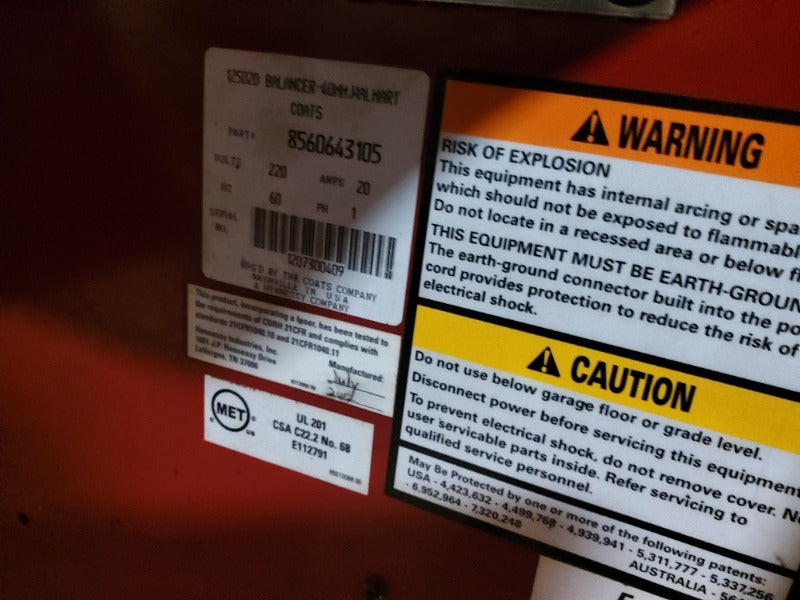 12502D BALANCER-40MM,WALMART
COATS
PART# 8560643105
VOLTS 220 AMPS 20
HZ 60 PH 1
SERIAL
NO.
1207300409
MFG'D BY THE COATS COMPANY
NASHVILLE IN USA
A HENNESSY COMPANY
This product, incorporating a laser, has been tested to
the requirements of CDRH 21CFR and complies with
standards 21CFR1040.10 and 21CFR1040.11
Hennessy Industries, Inc.
1601 J.P. Hennessy Drive
LaVergne, TN 37086
Manufactured:
MET
c us
UL 201
CSA C22.2 No. 68
E112791
WARNING
RISK OF EXPLOSION
This equipment has internal arcing or spa
which should not be exposed to flammabl
Do not locate in a recessed area or below fl
THIS EQUIPMENT MUST BE EARTH-GROUN
The earth-ground connector built into the po
cord provides protection to reduce the risk of
electrical shock.
CAUTION
Do not use below garage floor or grade level.
Disconnect power before servicing this equipment
To prevent electrical shock, do not remove cover. N
user servicable parts inside. Refer servicing to
qualified service personnel.
May Be Protected by one or more of the following patents:
USA - 4,423,632 - 4,499,768 - 4,939,941 - 5,311,777 - 5,337,256
- 6,952,964 - 7,320,248
AUSTRALIA - 56